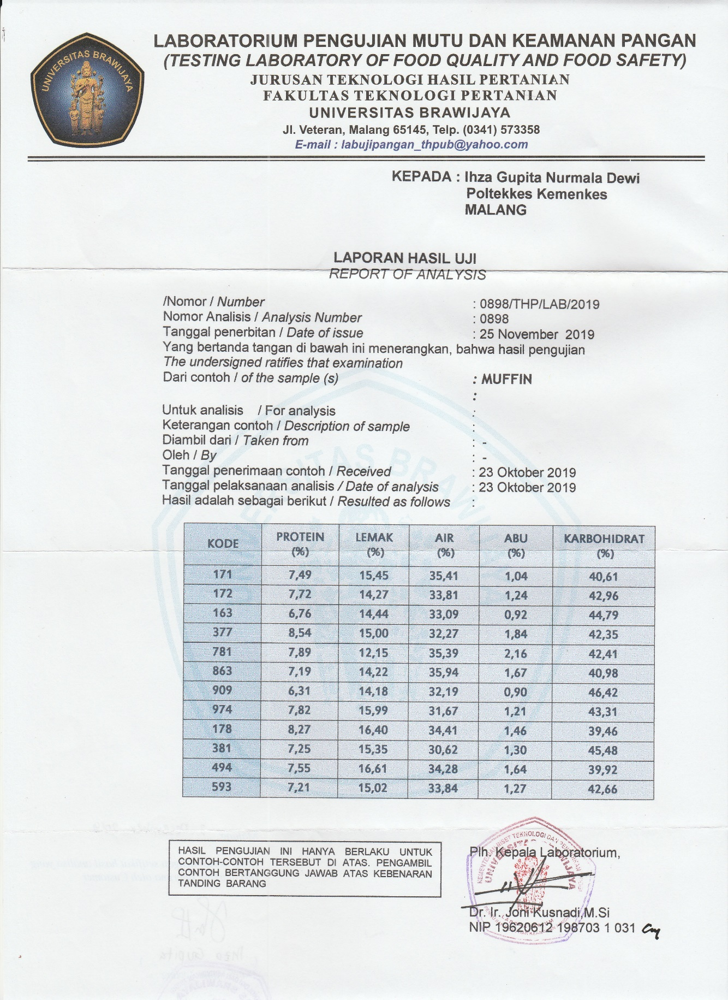 UNIVERSITAS BRAWIJAYA
LABORATORIUM PENGUJIAN MUTU DAN KEAMANAN PANGAN
(TESTING LABORATORY OF FOOD QUALITY AND FOOD SAFETY)
JURUSAN TEKNOLOGI HASIL PERTANIAN
FAKULTAS TEKNOLOGI PERTANIAN
UNIVERSITAS BRAWIJAYA
Jl. Veteran, Malang 65145, Telp. (0341) 573358
E-mail : labujipangan_thpub@yahoo.com
KEPADA : Ihza Gupita Nurmala Dewi
Poltekkes Kemenkes
MALANG
LAPORAN HASIL UJI
REPORT OF ANALYSIS
/Nomor / Number : 0898/THP/LAB/2019
Nomor Analisis / Analysis Number : 0898
Tanggal penerbitan / Date of issue : 25 November 2019
Yang bertanda tangan di bawah ini menerangkan, bahwa hasil pengujian
The undersigned ratifies that examination
Dari contoh / of the sample (s) : MUFFIN
:
Untuk analisis / For analysis :
Keterangan contoh / Description of sample :
Diambil dari / Taken from : -
Oleh / By : -
Tanggal penerimaan contoh / Received : 23 Oktober 2019
Tanggal pelaksanaan analisis / Date of analysis : 23 Oktober 2019
Hasil adalah sebagai berikut / Resulted as follows :
KODE PROTEIN (%) LEMAK (%) AIR (%) ABU (%) KARBOHIDRAT (%)
171 7,49 15,45 35,41 1,04 40,61
172 7,72 14,27 33,81 1,24 42,96
163 6,76 14,44 33,09 0,92 44,79
377 8,54 15,00 32,27 1,84 42,35
781 7,89 12,15 35,39 2,16 42,41
863 7,19 14,22 35,94 1,67 40,98
909 6,31 14,18 32,19 0,90 46,42
974 7,82 15,99 31,67 1,21 43,31
178 8,27 16,40 34,41 1,46 39,46
381 7,25 15,35 30,62 1,30 45,48
494 7,55 16,61 34,28 1,64 39,92
593 7,21 15,02 33,84 1,27 42,66
HASIL PENGUJIAN INI HANYA BERLAKU UNTUK
CONTOH-CONTOH TERSEBUT DI ATAS. PENGAMBIL
CONTOH BERTANGGUNG JAWAB ATAS KEBENARAN
TANDING BARANG
Plh. Kepala Laboratorium,
Dr. Ir. Joni Kusnadi,M.Si
NIP 19620612 198703 1 031